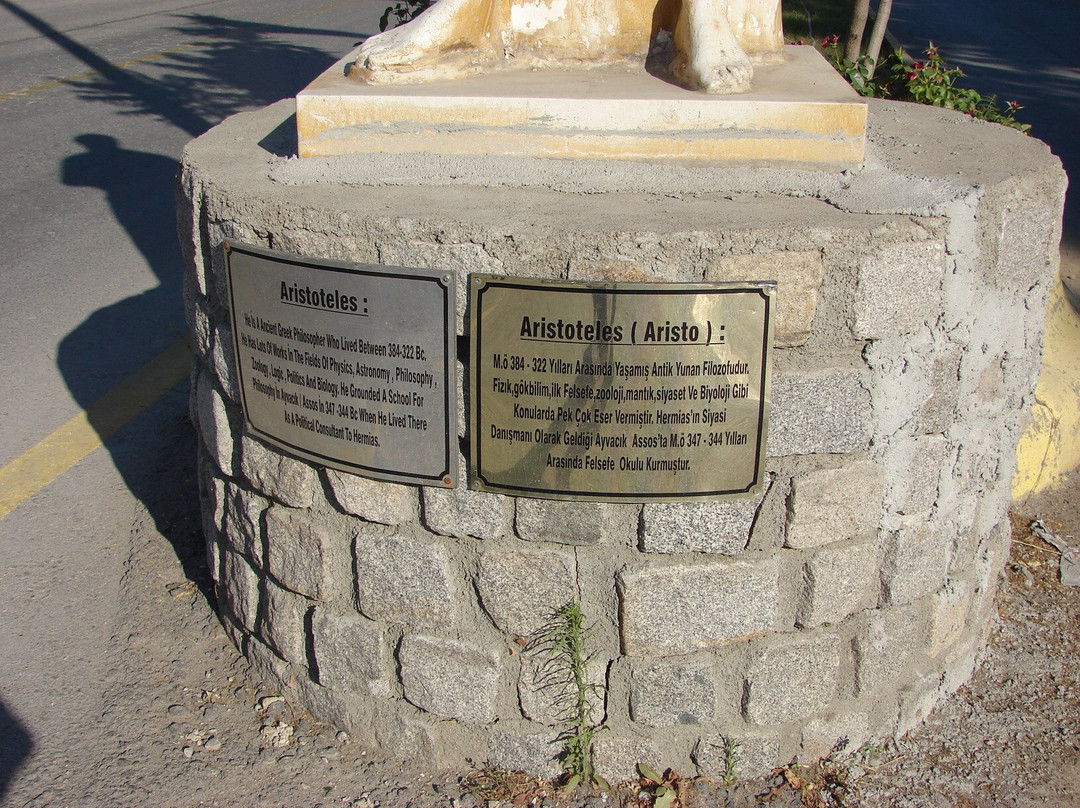 Aristoteles :
He Is A Ancient Greek Philosopher Who Lived Between 384-322 Bc.
He Has Lots Of Works In The Fields Of Physics, Astronomy , Philosophy ,
Zoology , Logic , Politics And Biology. He Grounded A School For
Philosophy In Ayvacık / Assos In 347 -344 Bc When He Lived There
As A Political Consultant To Hermias.
Aristoteles ( Aristo ) :
M.ö 384 - 322 Yılları Arasında Yaşamış Antik Yunan Filozofudur.
Fizik,gökbilim,ilk Felsefe,zooloji,mantık,siyaset Ve Biyoloji Gibi
Konularda Pek Çok Eser Vermiştir. Hermias'ın Siyasi
Danışmanı Olarak Geldiği Ayvacık Assos'ta M.ö 347 - 344 Yılları
Arasında Felsefe Okulu Kurmuştur.